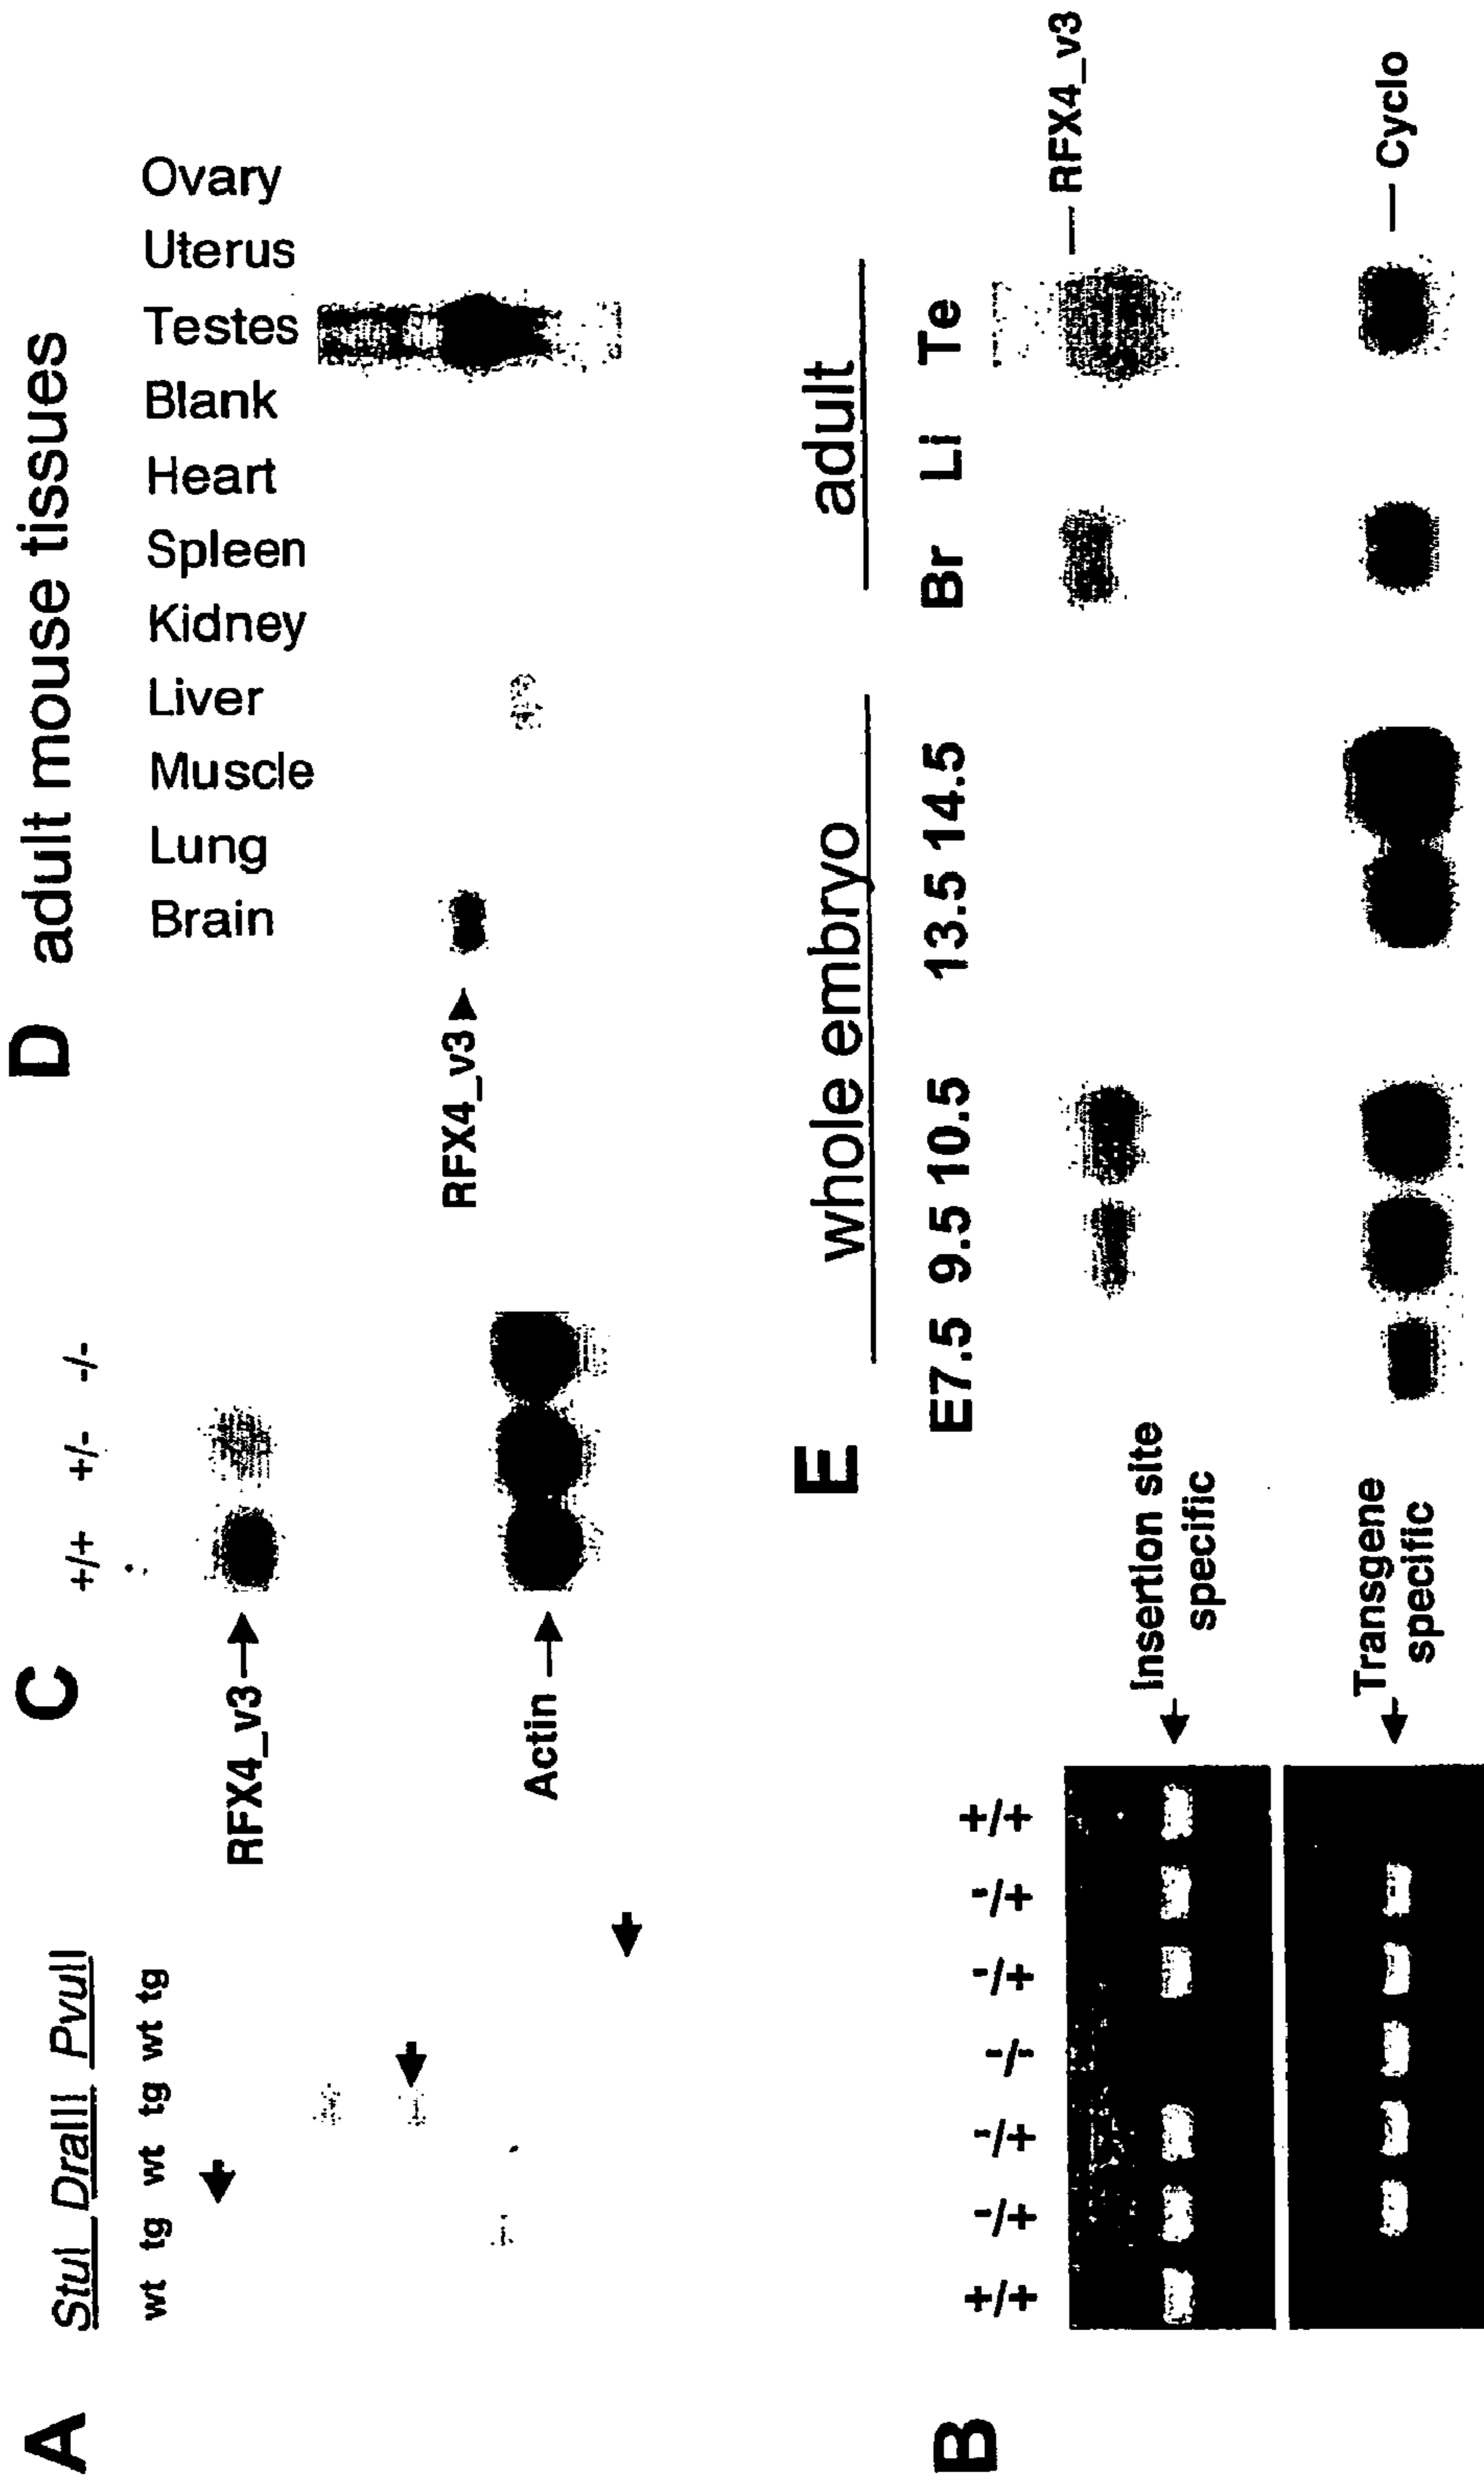 A
StuI DraIII PvuII
wt tg wt tg wt tg
B
+/+ -/+ -/+ -/- -/+ -/+ +/+
Insertion site
specific
Transgene
specific
C
+/+ +/- -/-
RFX4_v3
Actin
D adult mouse tissues
Brain
Lung
Muscle
Liver
Kidney
Spleen
Heart
Blank
Testes
Uterus
Ovary
RFX4_v3
E
whole embryo adult
E7.5 9.5 10.5 13.5 14.5 Br Li Te
RFX4_v3
Cyclo